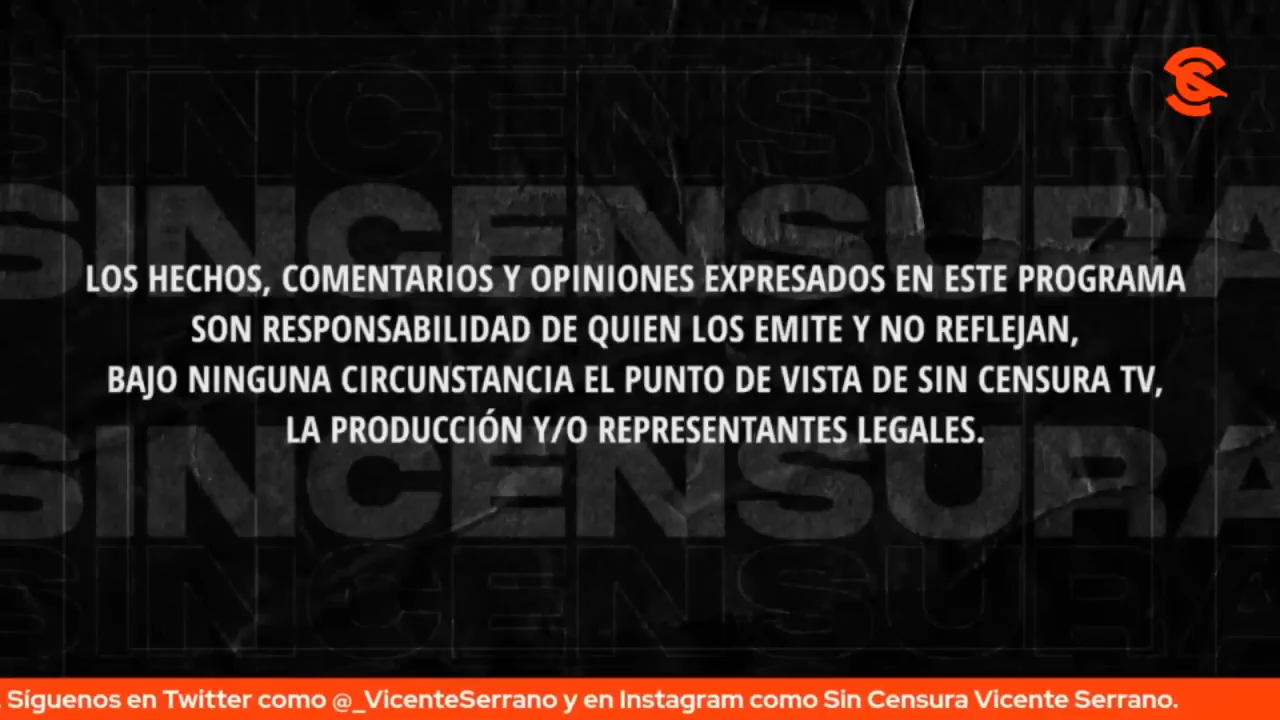 SINCENSURA
SINCENSURA
LOS HECHOS, COMENTARIOS Y OPINIONES EXPRESADOS EN ESTE PROGRAMA
SON RESPONSABILIDAD DE QUIEN LOS EMITE Y NO REFLEJAN,
BAJO NINGUNA CIRCUNSTANCIA EL PUNTO DE VISTA DE SIN CENSURA TV,
LA PRODUCCIÓN Y/O REPRESENTANTES LEGALES.
SINCENSURA
SINCENSURA
Síguenos en Twitter como @_VicenteSerrano y en Instagram como Sin Censura Vicente Serrano.